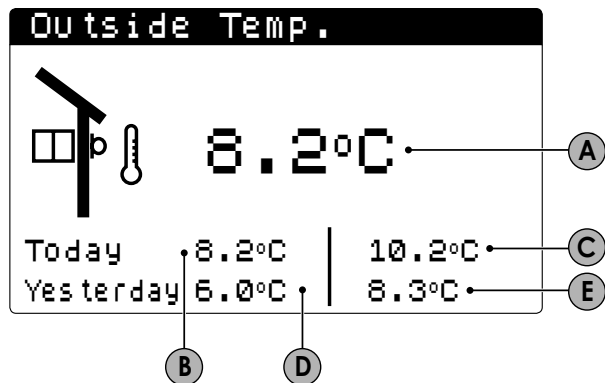 Outside Temp.
8.2°C A
Today 8.2°C 10.2°C C
Yesterday 6.0°C 8.3°C E
B D